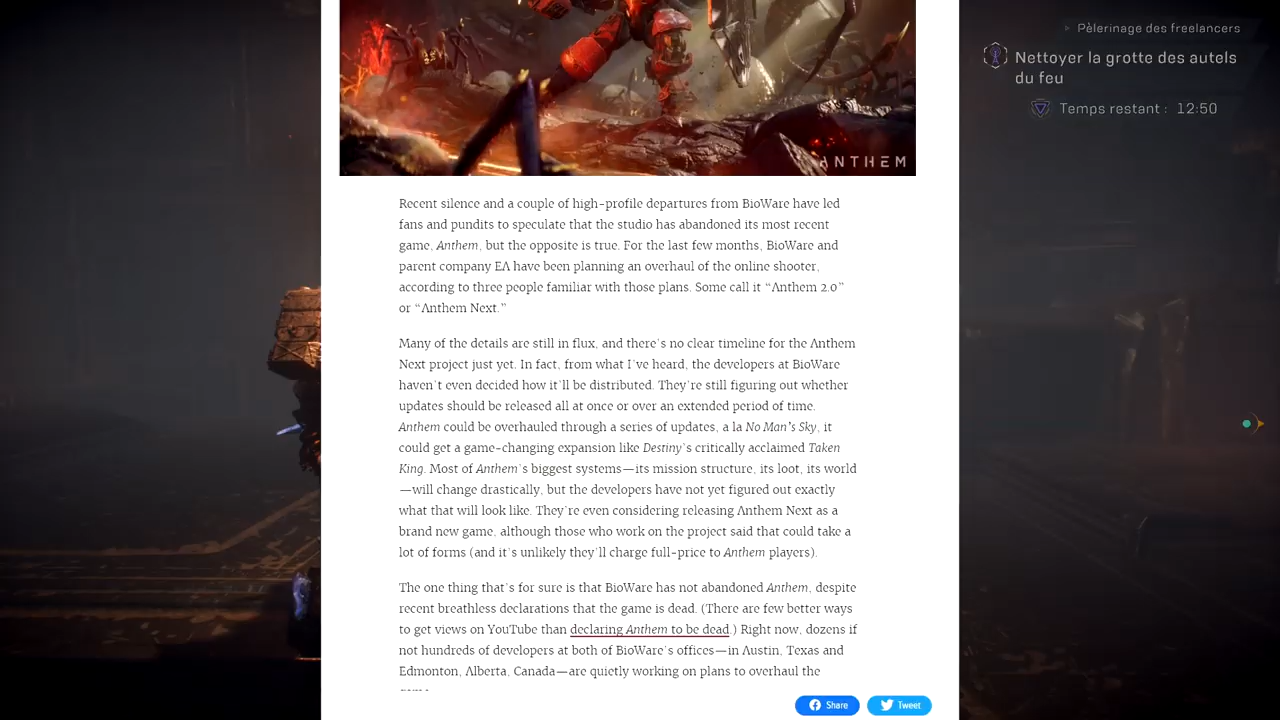 Pèlerinage des freelancers
Nettoyer la grotte des autels
du feu
Temps restant : 12:50
ANTHEM
Recent silence and a couple of high-profile departures from BioWare have led
fans and pundits to speculate that the studio has abandoned its most recent
game, Anthem, but the opposite is true. For the last few months, BioWare and
parent company EA have been planning an overhaul of the online shooter,
according to three people familiar with those plans. Some call it “Anthem 2.0”
or “Anthem Next.”
Many of the details are still in flux, and there’s no clear timeline for the Anthem
Next project just yet. In fact, from what I’ve heard, the developers at BioWare
haven’t even decided how it’ll be distributed. They’re still figuring out whether
updates should be released all at once or over an extended period of time.
Anthem could be overhauled through a series of updates, a la No Man’s Sky, it
could get a game-changing expansion like Destiny’s critically acclaimed Taken
King. Most of Anthem’s biggest systems—its mission structure, its loot, its world
—will change drastically, but the developers have not yet figured out exactly
what that will look like. They’re even considering releasing Anthem Next as a
brand new game, although those who work on the project said that could take a
lot of forms (and it’s unlikely they’ll charge full-price to Anthem players).
The one thing that’s for sure is that BioWare has not abandoned Anthem, despite
recent breathless declarations that the game is dead. (There are few better ways
to get views on YouTube than declaring Anthem to be dead.) Right now, dozens if
not hundreds of developers at both of BioWare’s offices—in Austin, Texas and
Edmonton, Alberta, Canada—are quietly working on plans to overhaul the
Share Tweet